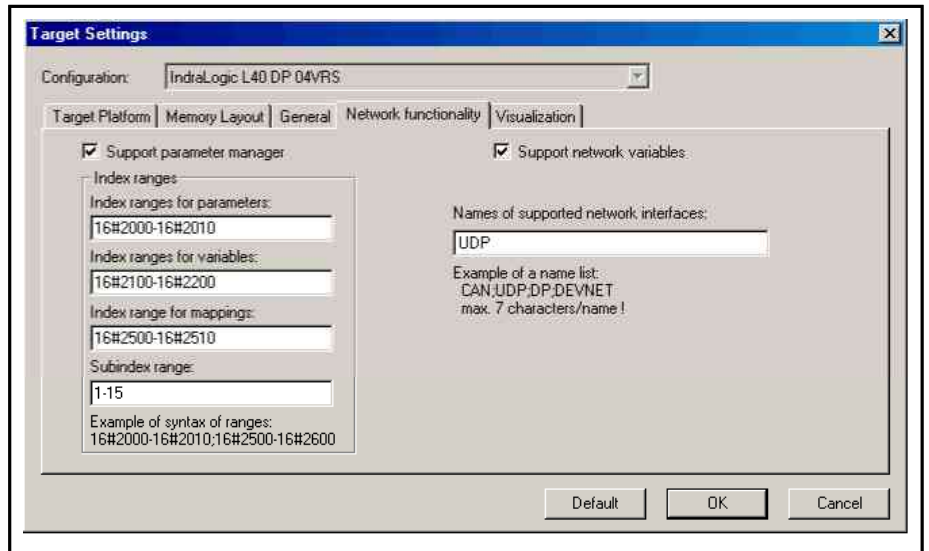 Target Settings
Configuration: IndraLogic L40 DP 04VRS
Target Platform Memory Layout General Network functionality Visualization
Support parameter manager
Index ranges
Index ranges for parameters:
16#2000-16#2010
Index ranges for variables:
16#2100-16#2200
Index range for mappings:
16#2500-16#2510
Subindex range:
1-15
Example of syntax of ranges:
16#2000-16#2010;16#2500-16#2600
Support network variables
Names of supported network interfaces:
UDP
Example of a name list:
CAN;UDP;DP;DEVNET
max. 7 characters/name !
Default OK Cancel